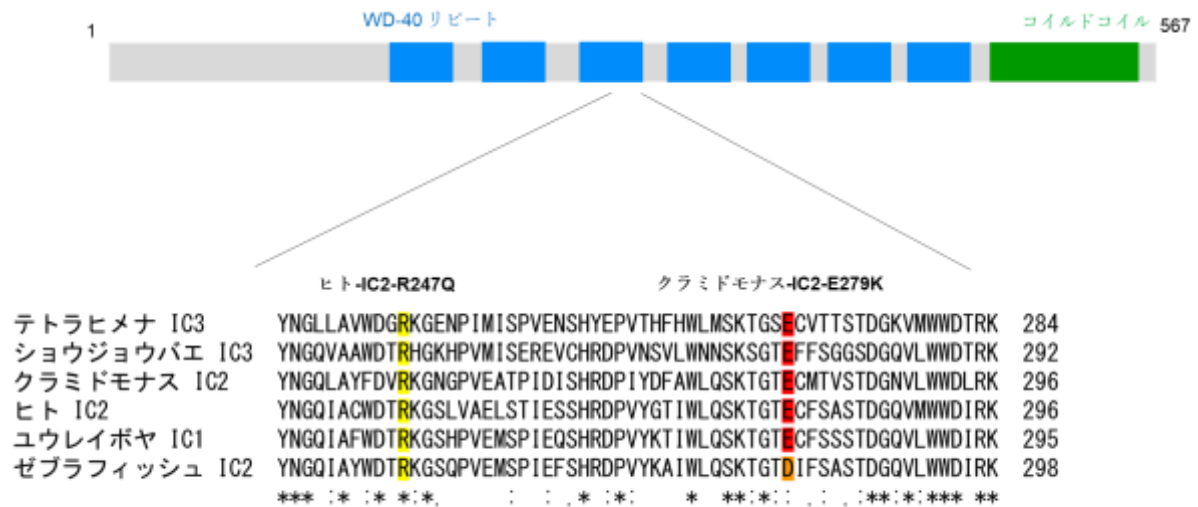 WD-40 リピート
コイルドコイル
1
567
ヒト-IC2-R247Q
クラミドモナス-IC2-E279K
テトラヒメナ IC3 YNGLLAVWDGRKGENPIMISPVENSHYEPVTHFHWLMSKTGSECVTTSTDGKVMWWDTRK 284
ショウジョウバエ IC3 YNGQVAAWDTRHGKHPVMISEREVCHRDPVNSVLWNNSKSGTEFFSGGSDGQVLWWDTRK 292
クラミドモナス IC2 YNGQLAYFDVRKGNGPVEATPIDISHRDPIYDFAWLQSKTGTECMTVSTDGNVLWWDLRK 296
ヒト IC2 YNGQIACWDTRKGSLVAELSTIESSHRDPVYGTIWLQSKTGTECFSASTDGQVMWWDIRK 296
ユウレイボヤ IC1 YNGQIAFWDTRKGSHPVEMSPIEQSHRDPVYKTIWLQSKTGTECFSSSTDGQVLWWDIRK 295
ゼブラフィッシュ IC2 YNGQIAYWDTRKGSQPVEMSPIEFSHRDPVYKAIWLQSKTGTDIFSASTDGQVLWWDIRK 298
*** :* :* *:*. : : .* :*: * **:*:: .: :**:*:*** **